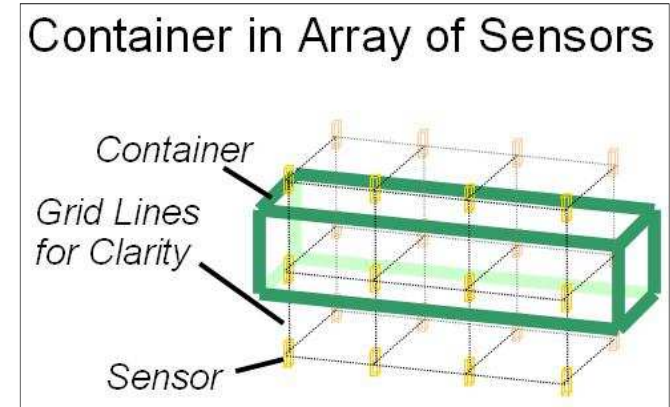 Container in Array of Sensors
Container
Grid Lines
for Clarity
Sensor